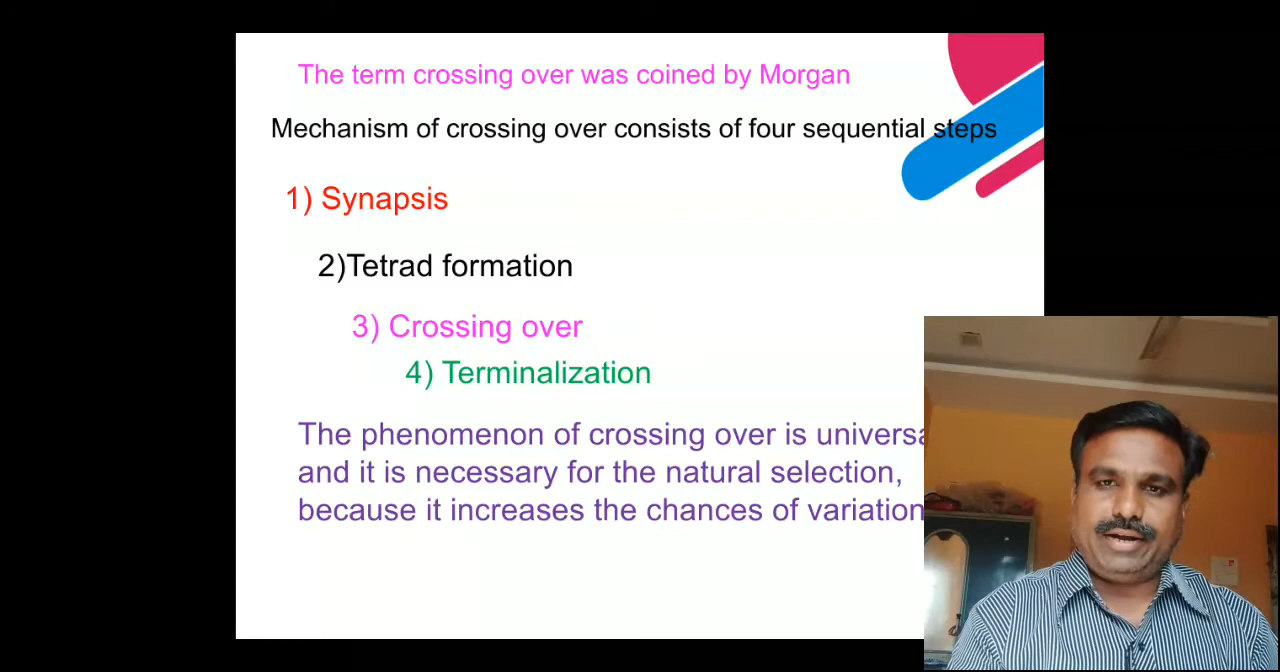 The term crossing over was coined by Morgan
Mechanism of crossing over consists of four sequential steps
1) Synapsis
2)Tetrad formation
3) Crossing over
4) Terminalization
The phenomenon of crossing over is
and it is necessary for the natural selection,
because it increases the chances of variation